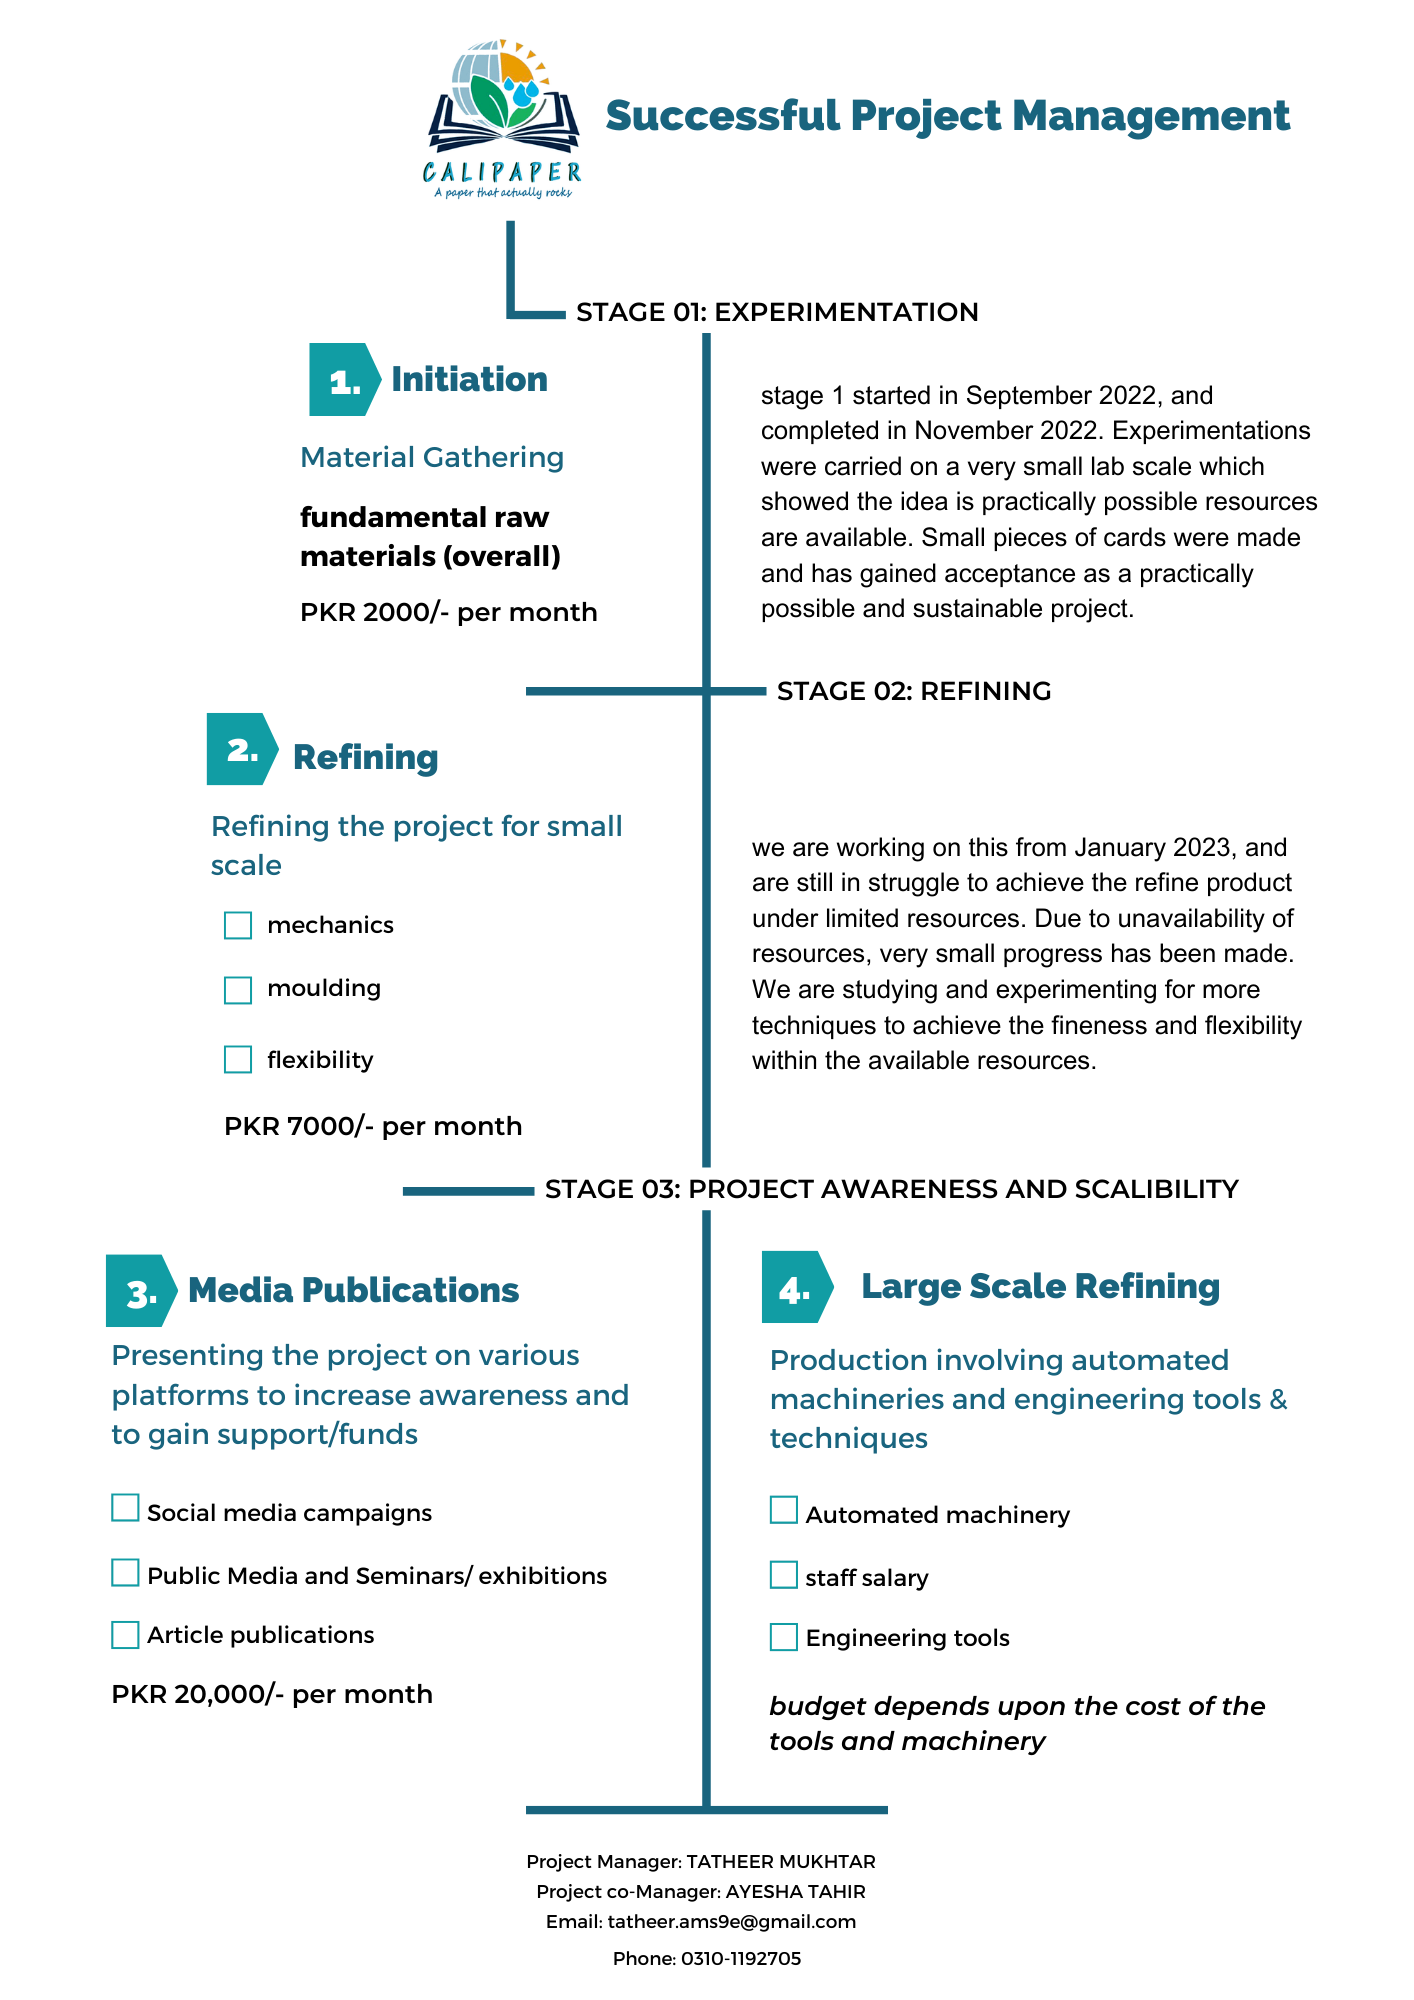 CALIPAPER
A paper that actually rocks
Successful Project Management
STAGE 01: EXPERIMENTATION
1.
Initiation
Material Gathering
fundamental raw
materials (overall)
PKR 2000/- per month
stage 1 started in September 2022, and
completed in November 2022. Experimentations
were carried on a very small lab scale which
showed the idea is practically possible resources
are available. Small pieces of cards were made
and has gained acceptance as a practically
possible and sustainable project.
STAGE 02: REFINING
2.
Refining
Refining the project for small
scale
mechanics
moulding
flexibility
PKR 7000/- per month
we are working on this from January 2023, and
are still in struggle to achieve the refine product
under limited resources. Due to unavailability of
resources, very small progress has been made.
We are studying and experimenting for more
techniques to achieve the fineness and flexibility
within the available resources.
STAGE 03: PROJECT AWARENESS AND SCALIBILITY
3.
Media Publications
Presenting the project on various
platforms to increase awareness and
to gain support/funds
Social media campaigns
Public Media and Seminars/ exhibitions
Article publications
PKR 20,000/- per month
4.
Large Scale Refining
Production involving automated
machineries and engineering tools &
techniques
Automated machinery
staff salary
Engineering tools
budget depends upon the cost of the
tools and machinery
Project Manager: TATHEER MUKHTAR
Project co-Manager: AYESHA TAHIR
Email: tatheer.ams9e@gmail.com
Phone: 0310-1192705